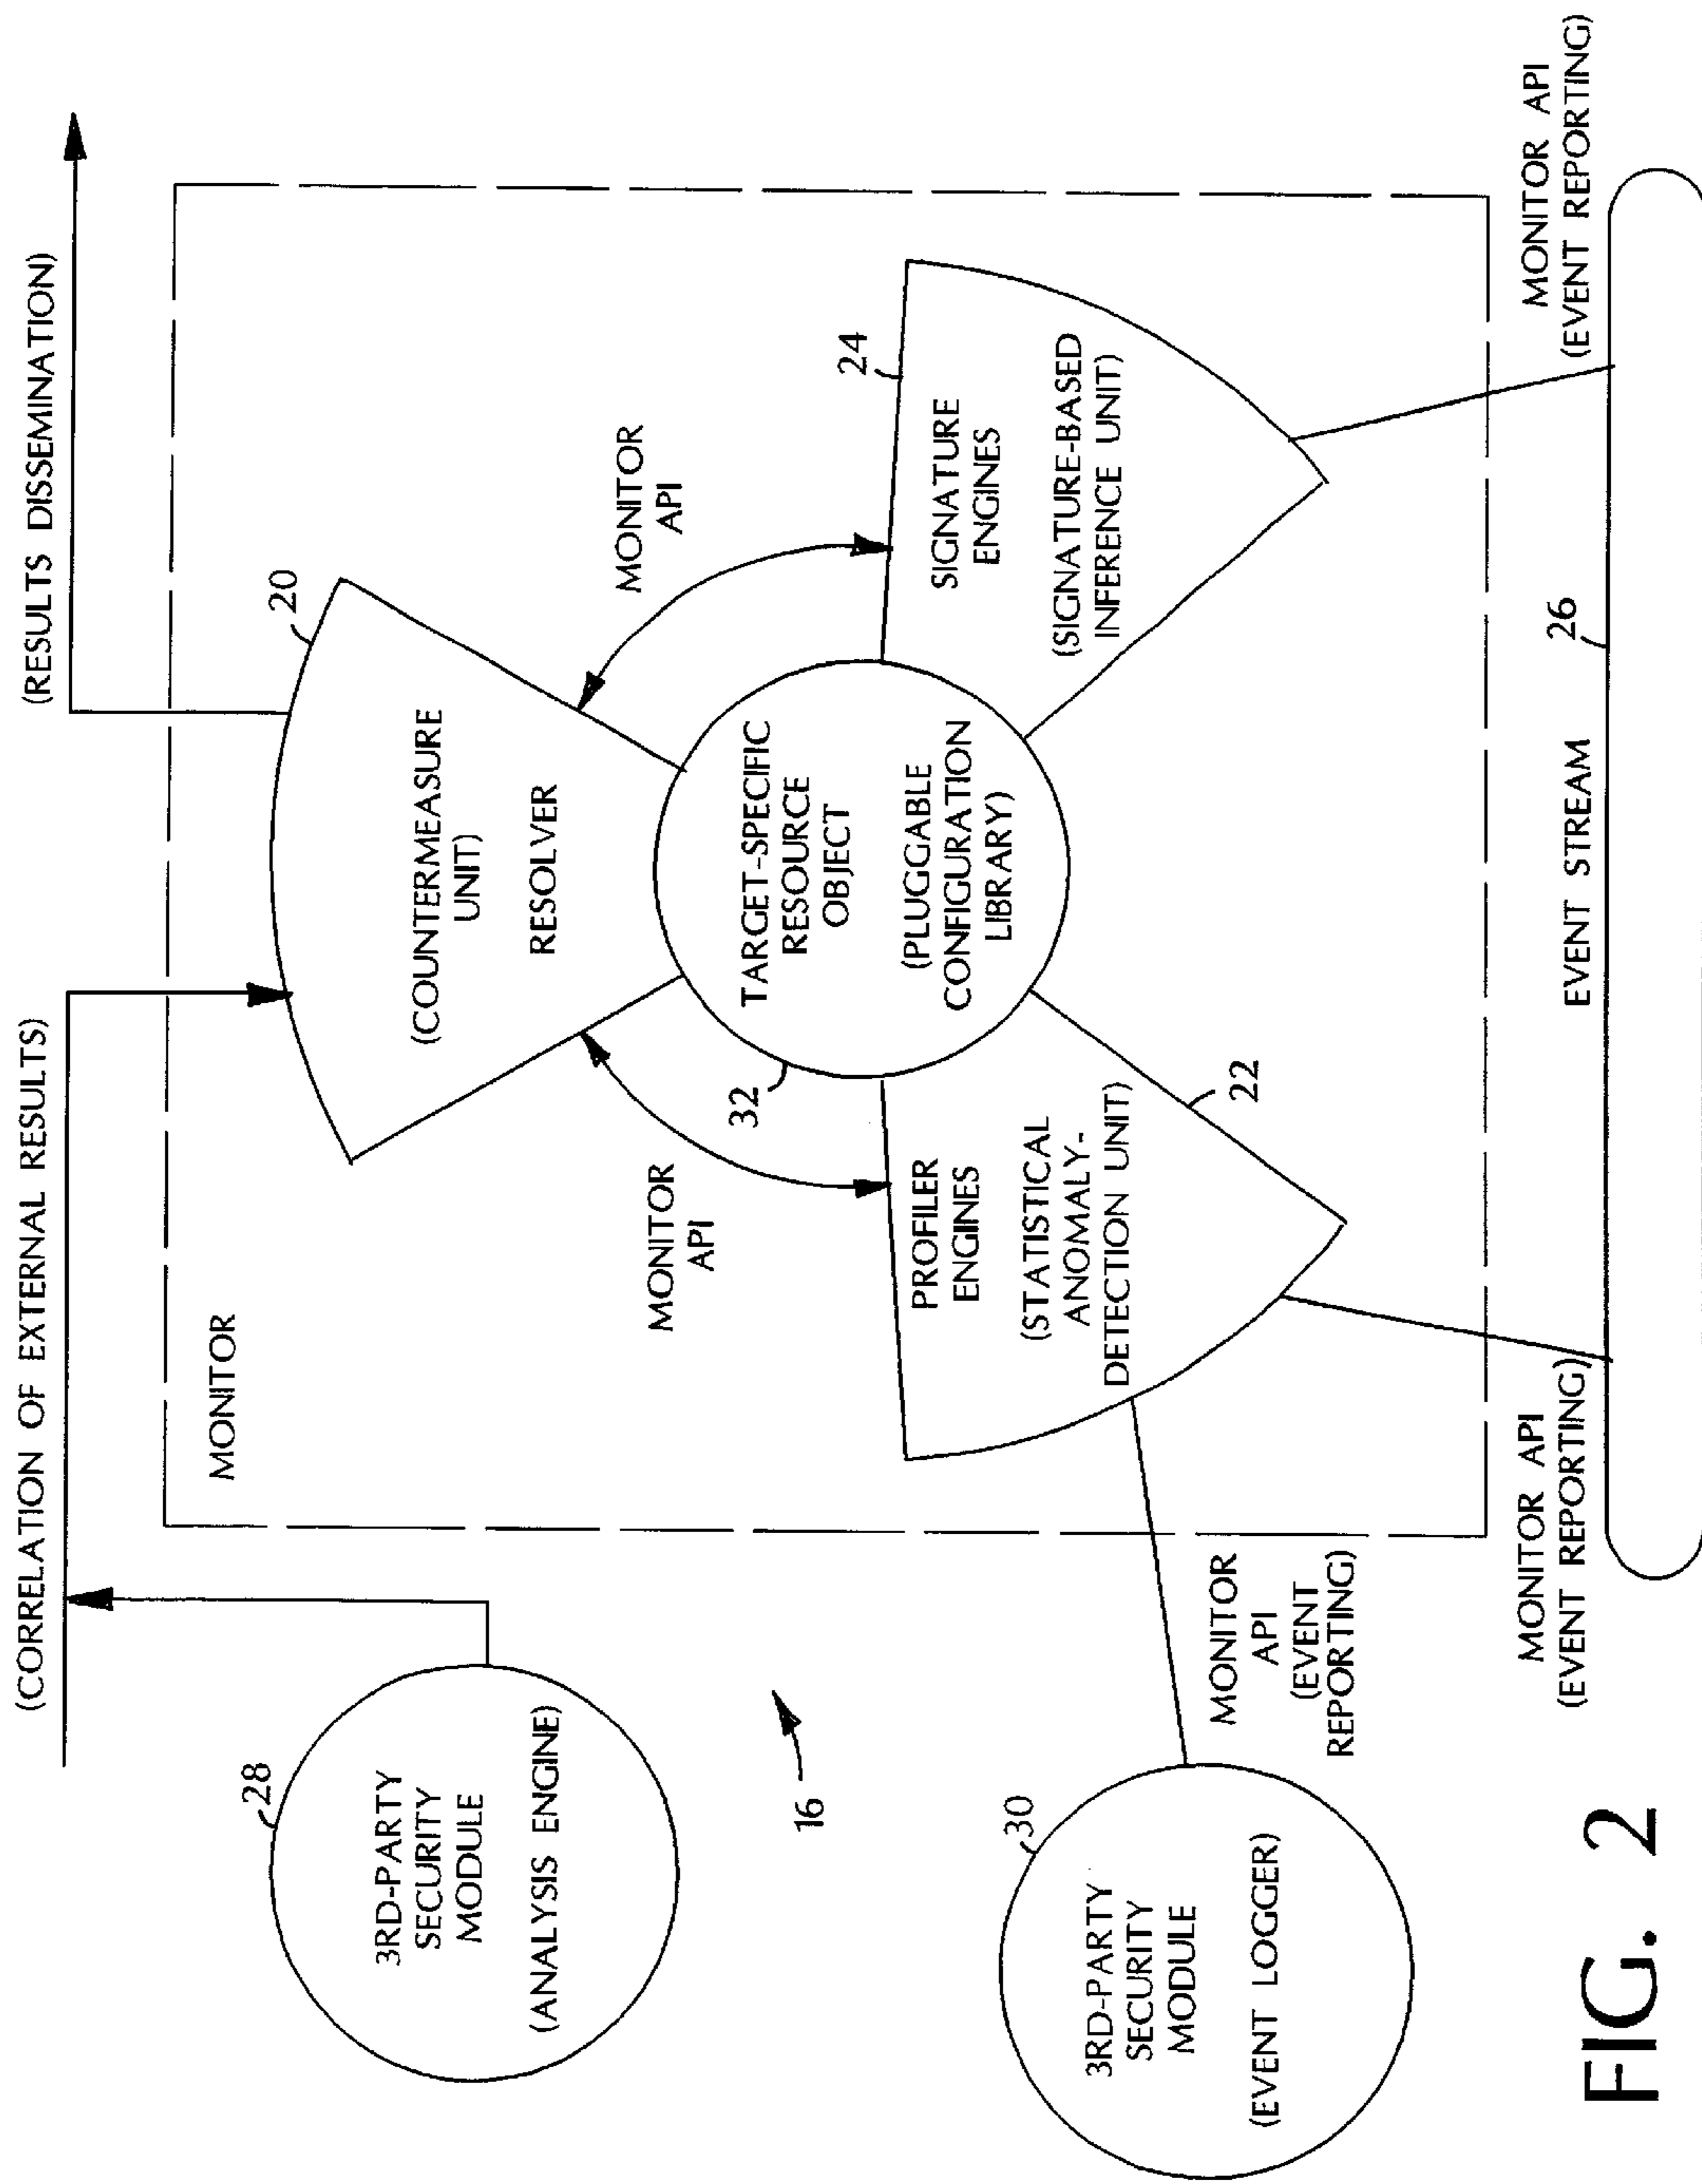 (CORRELATION OF EXTERNAL RESULTS)
(RESULTS DISSEMINATION)
MONITOR
20
(COUNTERMEASURE
UNIT)
RESOLVER
28
3RD-PARTY
SECURITY
MODULE
(ANALYSIS ENGINE)
MONITOR
API
MONITOR
API
32
TARGET-SPECIFIC
RESOURCE
OBJECT
(PLUGGABLE
CONFIGURATION
LIBRARY)
16
PROFILER
ENGINES
(STATISTICAL
ANOMALY-
DETECTION UNIT)
22
24
SIGNATURE
ENGINES
(SIGNATURE-BASED
INFERENCE UNIT)
30
3RD-PARTY
SECURITY
MODULE
(EVENT LOGGER)
MONITOR
API
(EVENT
REPORTING)
MONITOR API
(EVENT REPORTING)
MONITOR API
(EVENT REPORTING)
EVENT STREAM
26
FIG. 2